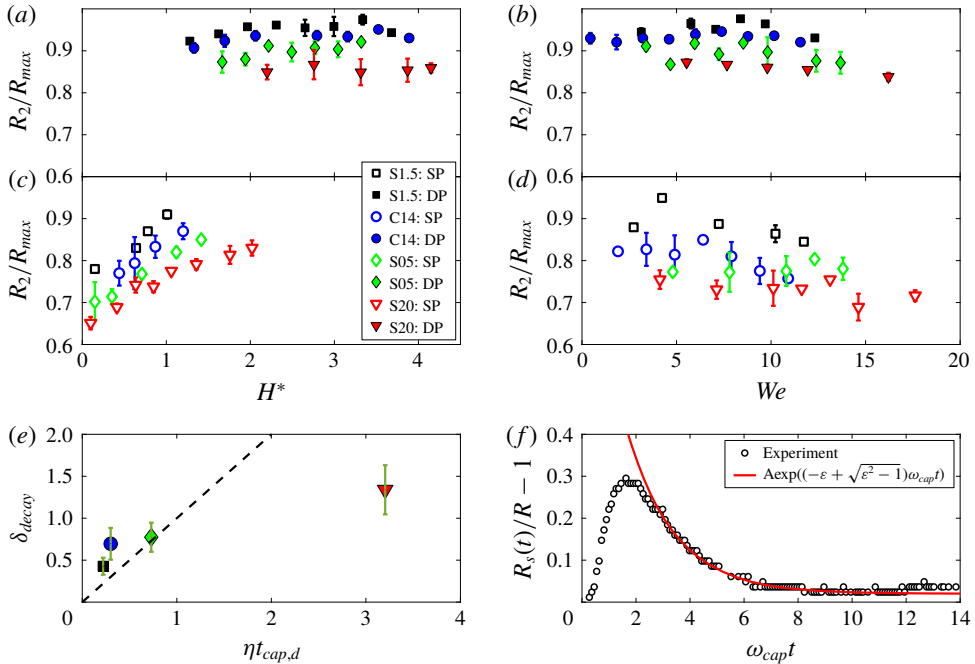 (a)
(b)
1.0
0.9
0.8
0.7
0.6
R₂/Rmax
1.0
0.9
0.8
0.7
0.6
R₂/Rmax
(c)
(d)
0.9
0.8
0.7
0.6
R₂/Rmax
0 1 2 3 4
H*
S1.5: SP
S1.5: DP
C14: SP
C14: DP
S05: SP
S05: DP
S20: SP
S20: DP
0.9
0.8
0.7
0.6
R₂/Rmax
0 5 10 15 20
We
(e)
2.0
1.5
1.0
0.5
δdecay
0 1 2 3 4
ηtcap,d
(f)
0.4
0.3
0.2
0.1
Rs(t)/R − 1
0 2 4 6 8 10 12 14
ωcapt
Experiment
Aexp((−ε + √ε² − 1)ωcapt)